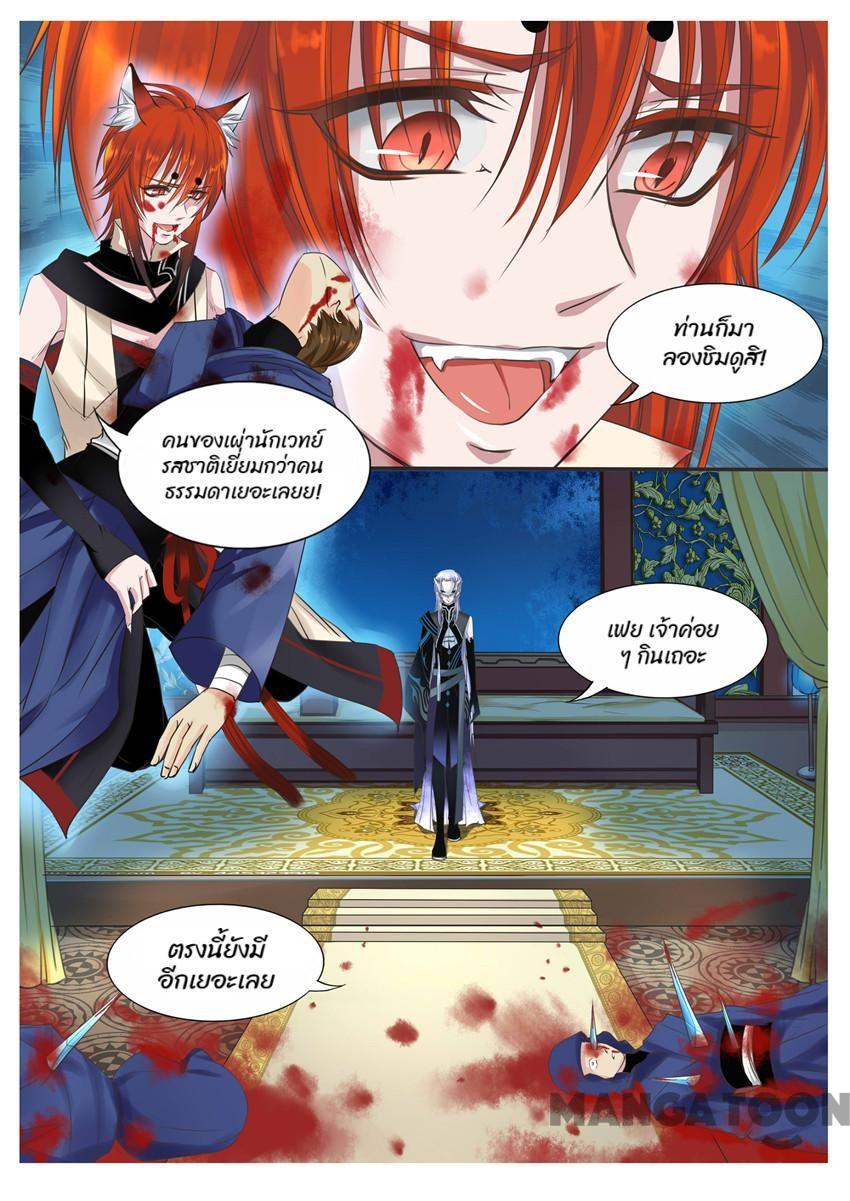 ท่านก็มา
ลองชิมดูสิ!
คนของเผ่านักเวทย์
รสชาติเยี่ยมกว่าคน
ธรรมดาเยอะเลยย!
เฟย เจ้าค่อย
ๆ กินเถอะ
ตรงนี้ยังมี
อีกเยอะเลย
MANGATOON